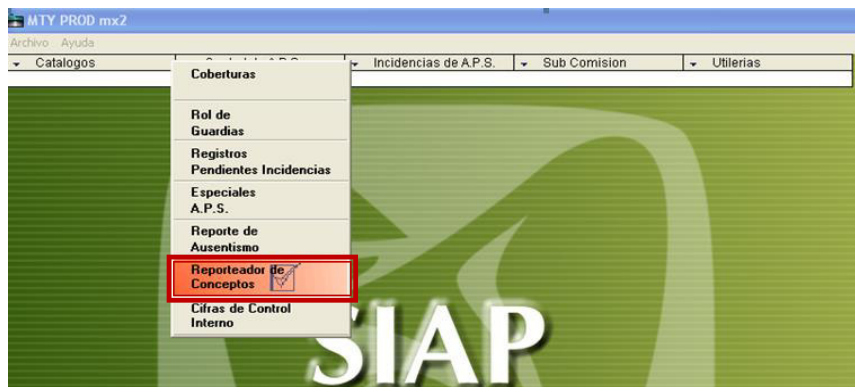 MTY PROD mx2
Archivo Ayuda
Catalogos
Incidencias de A.P.S.
Sub Comision
Utilerias
Coberturas
Rol de
Guardias
Registros
Pendientes Incidencias
Especiales
A.P.S.
Reporte de
Ausentismo
Reporteador de
Conceptos
Cifras de Control
Interno
SIAP